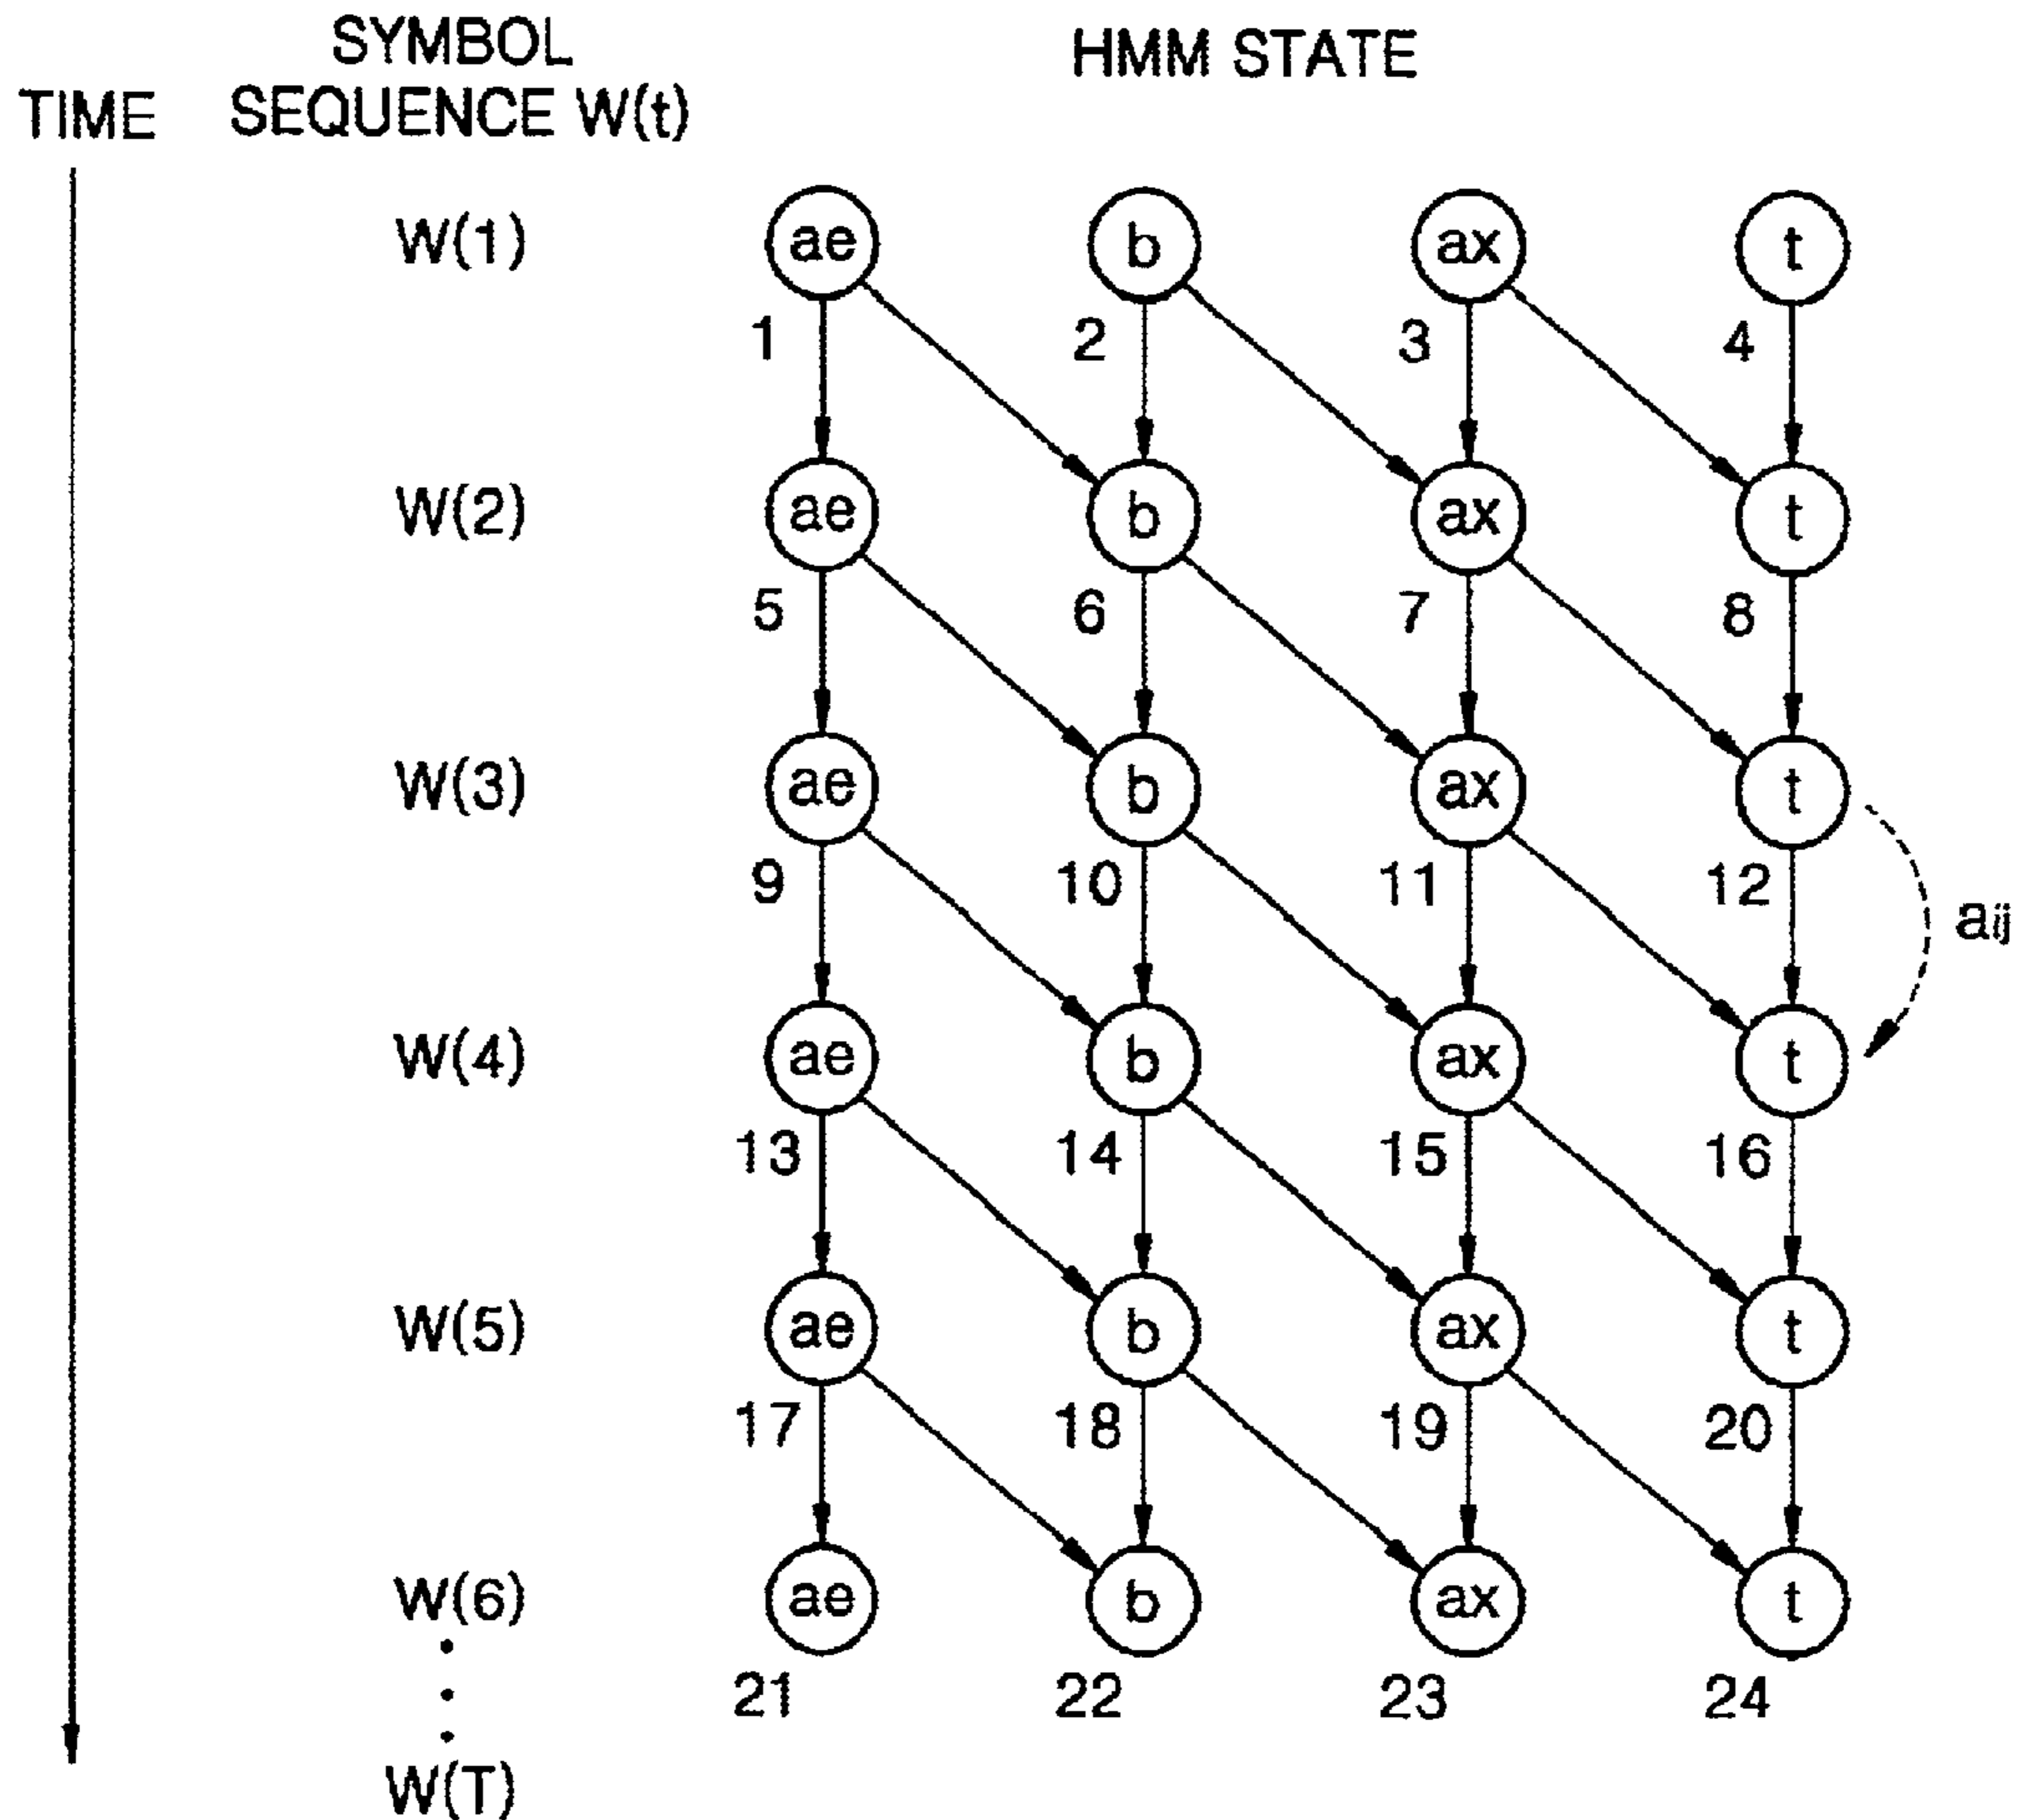 SYMBOL
HMM STATE
TIME SEQUENCE W(t)
W(1) ae b ax t
1 2 3 4
W(2) ae b ax t
5 6 7 8
W(3) ae b ax t
9 10 11 12
aij
W(4) ae b ax t
13 14 15 16
W(5) ae b ax t
17 18 19 20
W(6) ae b ax t
21 22 23 24
W(T)